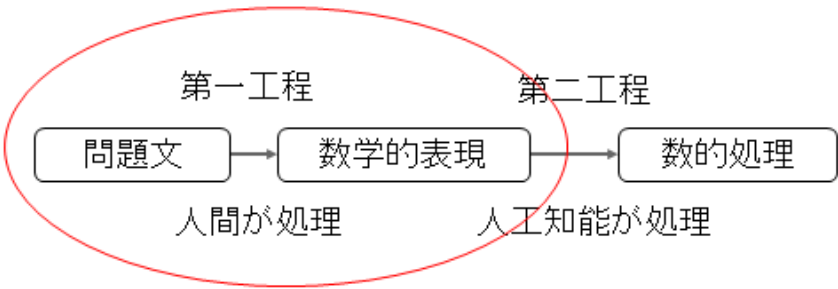 第一工程
第二工程
問題文
数学的表現
数的処理
人間が処理
人工知能が処理